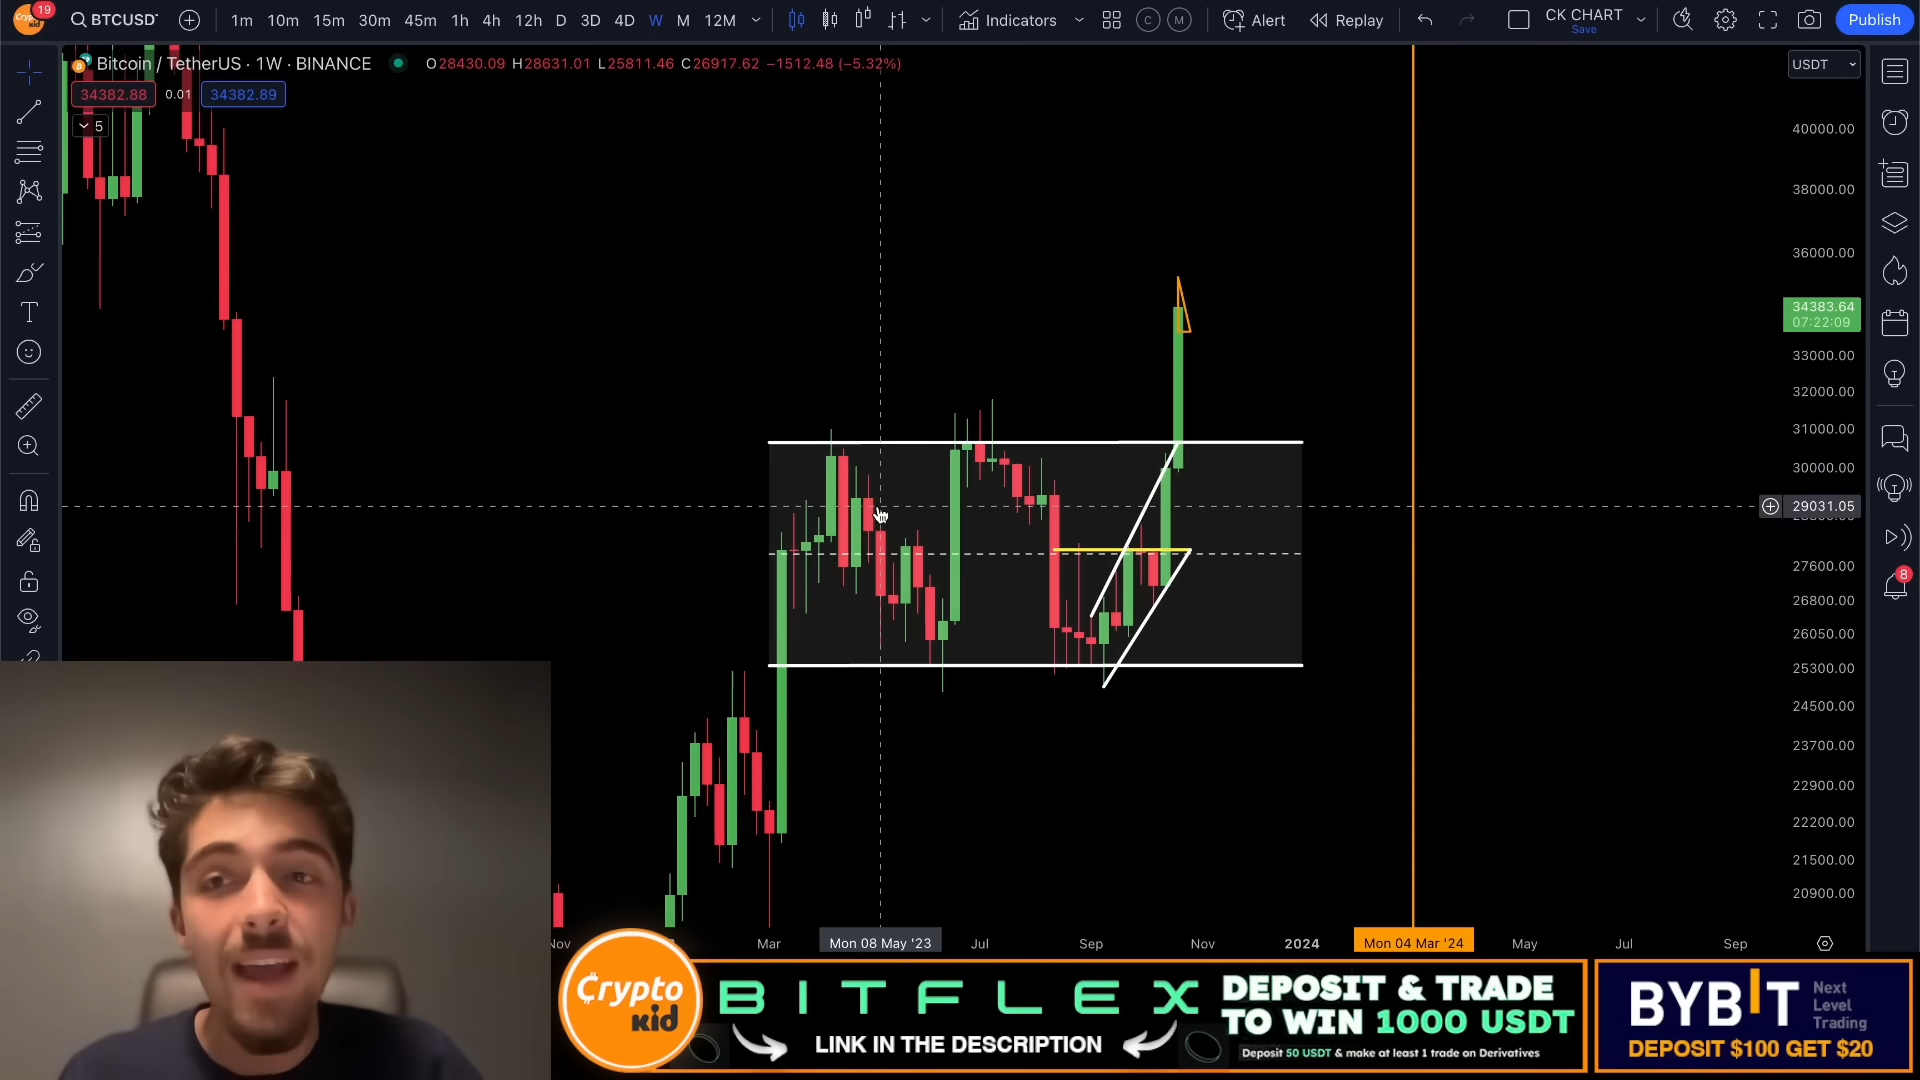 19
BTCUSDT
1m 10m 15m 30m 45m 1h 4h 12h D 3D 4D W M 12M
Indicators
C M
Alert
Replay
CK CHART
Save
Publish
Bitcoin / TetherUS · 1W · BINANCE
O28430.09 H28631.01 L25811.46 C26917.62 −1512.48 (−5.32%)
USDT
34382.88 0.01 34382.89
5
40000.00
38000.00
36000.00
34383.64
07:22:09
33000.00
32000.00
31000.00
30000.00
29031.05
27600.00
26800.00
26050.00
25300.00
24500.00
23700.00
22900.00
22200.00
21500.00
20900.00
8
Nov Mar Mon 08 May '23 Jul Sep Nov 2024 Mon 04 Mar '24 May Jul Sep
Crypto
Kid
BITFLEX
LINK IN THE DESCRIPTION
DEPOSIT & TRADE
TO WIN 1000 USDT
Deposit 50 USDT & make at least 1 trade on Derivatives
BYBIT
Next
Level
Trading
DEPOSIT $100 GET $20